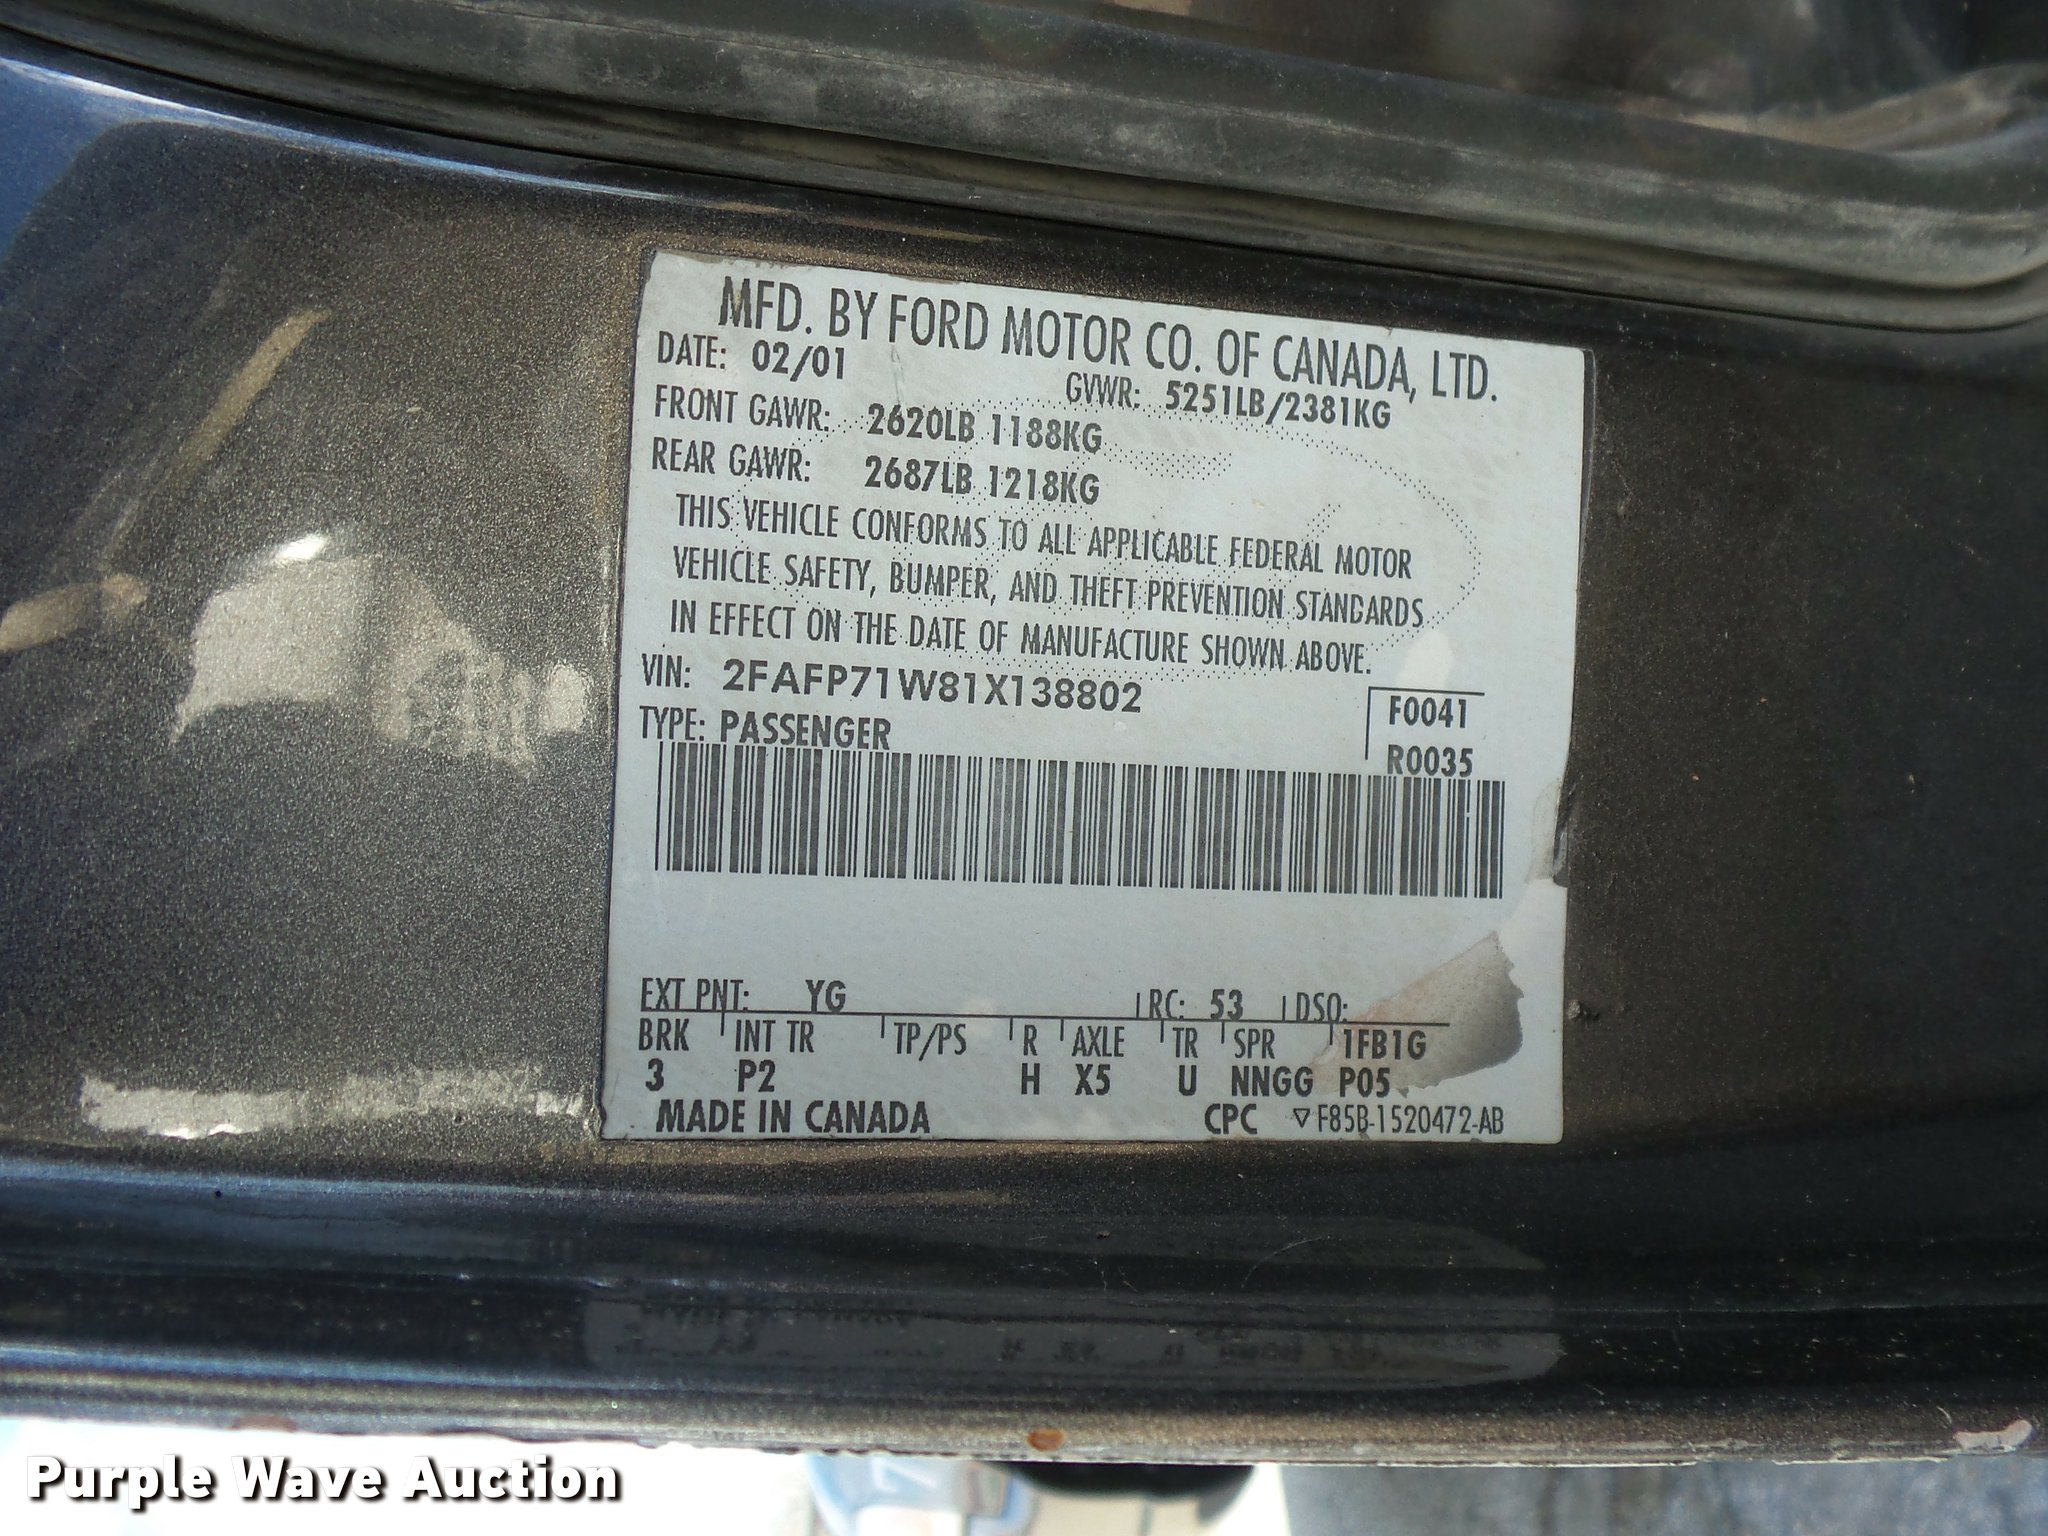 MFD. BY FORD MOTOR CO. OF CANADA, LTD.
DATE: 02/01
GVWR: 5251LB/2381KG
FRONT GAWR: 2620LB 1188KG
REAR GAWR: 2687LB 1218KG
THIS VEHICLE CONFORMS TO ALL APPLICABLE FEDERAL MOTOR
VEHICLE SAFETY, BUMPER, AND THEFT PREVENTION STANDARDS
IN EFFECT ON THE DATE OF MANUFACTURE SHOWN ABOVE.
VIN: 2FAFP71W81X138802
TYPE: PASSENGER
F0041
R0035
EXT PNT: YG RC: 53 DSO:
BRK INT TR TP/PS R AXLE TR SPR 1FB1G
3 P2 H X5 U NNGG P05
MADE IN CANADA CPC ▽F85B-1520472-AB
Purple Wave Auction